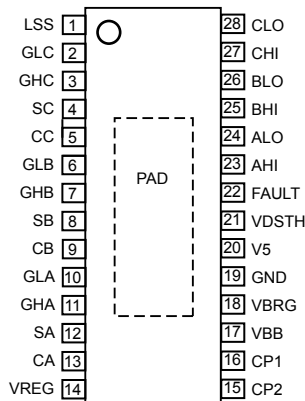 LSS 1
GLC 2
GHC 3
SC 4
CC 5
GLB 6
GHB 7
SB 8
CB 9
GLA 10
GHA 11
SA 12
CA 13
VREG 14
PAD
28 CLO
27 CHI
26 BLO
25 BHI
24 ALO
23 AHI
22 FAULT
21 VDSTH
20 V5
19 GND
18 VBRG
17 VBB
16 CP1
15 CP2